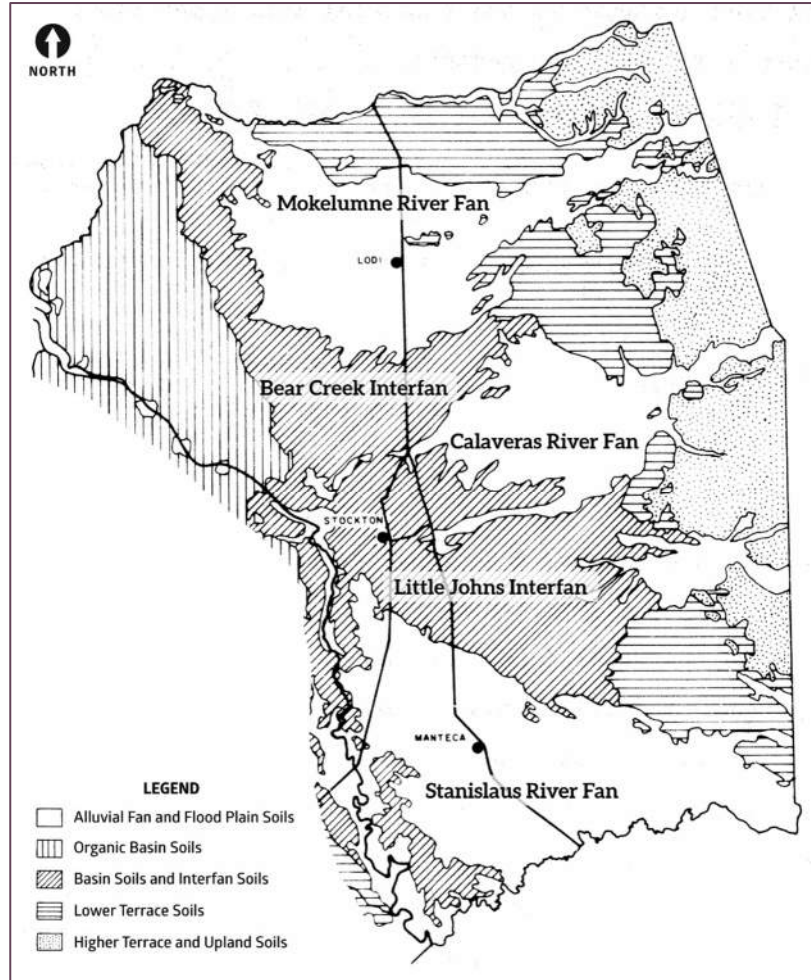 NORTH
Mokelumne River Fan
LODI
Bear Creek Interfan
Calaveras River Fan
STOCKTON
Little Johns Interfan
MANTECA
Stanislaus River Fan
LEGEND
Alluvial Fan and Flood Plain Soils
Organic Basin Soils
Basin Soils and Interfan Soils
Lower Terrace Soils
Higher Terrace and Upland Soils